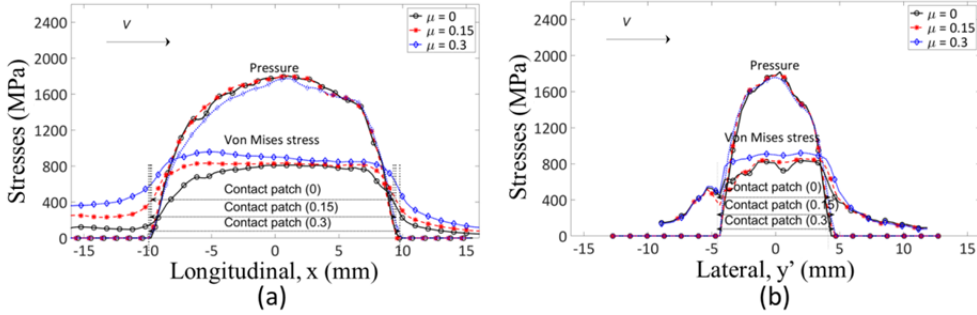 v
μ = 0
μ = 0.15
μ = 0.3
2400
2000
1600
1200
800
400
0
Stresses (MPa)
Pressure
Von Mises stress
Contact patch (0)
Contact patch (0.15)
Contact patch (0.3)
-15
-10
-5
0
5
10
15
Longitudinal, x (mm)
(a)
v
μ = 0
μ = 0.15
μ = 0.3
2400
2000
1600
1200
800
400
0
Stresses (MPa)
Pressure
Von Mises stress
Contact patch (0)
Contact patch (0.15)
Contact patch (0.3)
-15
-10
-5
0
5
10
15
Lateral, y’ (mm)
(b)